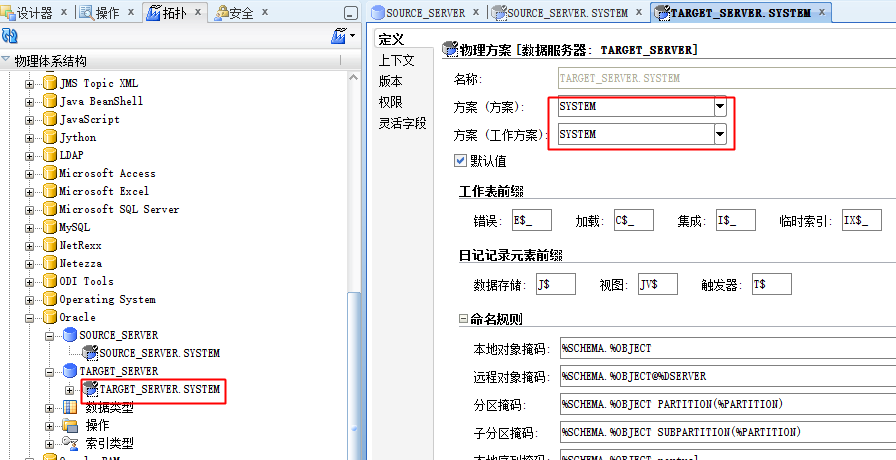 设计器 操作 拓扑 安全
物理体系结构
JMS Topic XML
Java BeanShell
JavaScript
Jython
LDAP
Microsoft Access
Microsoft Excel
Microsoft SQL Server
MySQL
NetRexx
Netezza
ODI Tools
Operating System
Oracle
SOURCE_SERVER
SOURCE_SERVER.SYSTEM
TARGET_SERVER
TARGET_SERVER.SYSTEM
数据类型
操作
索引类型
SOURCE_SERVER SOURCE_SERVER.SYSTEM TARGET_SERVER.SYSTEM
定义
上下文
版本
权限
灵活字段
物理方案 [数据服务器: TARGET_SERVER]
名称: TARGET_SERVER.SYSTEM
方案 (方案): SYSTEM
方案 (工作方案): SYSTEM
默认值
工作表前缀
错误: E$_ 加载: C$_ 集成: I$_ 临时索引: IX$_
日记记录元素前缀
数据存储: J$ 视图: JV$ 触发器: T$
命名规则
本地对象掩码: %SCHEMA.%OBJECT
远程对象掩码: %SCHEMA.%OBJECT@%DSERVER
分区掩码: %SCHEMA.%OBJECT PARTITION(%PARTITION)
子分区掩码: %SCHEMA.%OBJECT SUBPARTITION(%PARTITION)